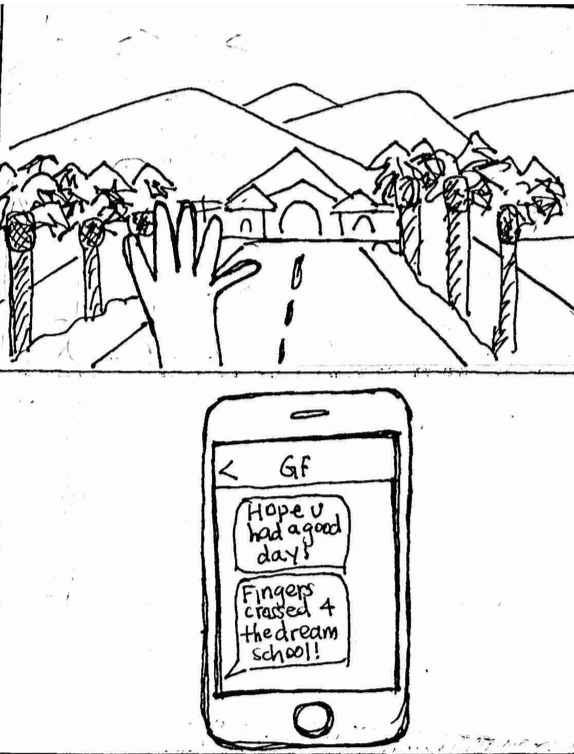 < Gf
Hope u
had a good
day!
Fingers
crossed 4
the dream
school!